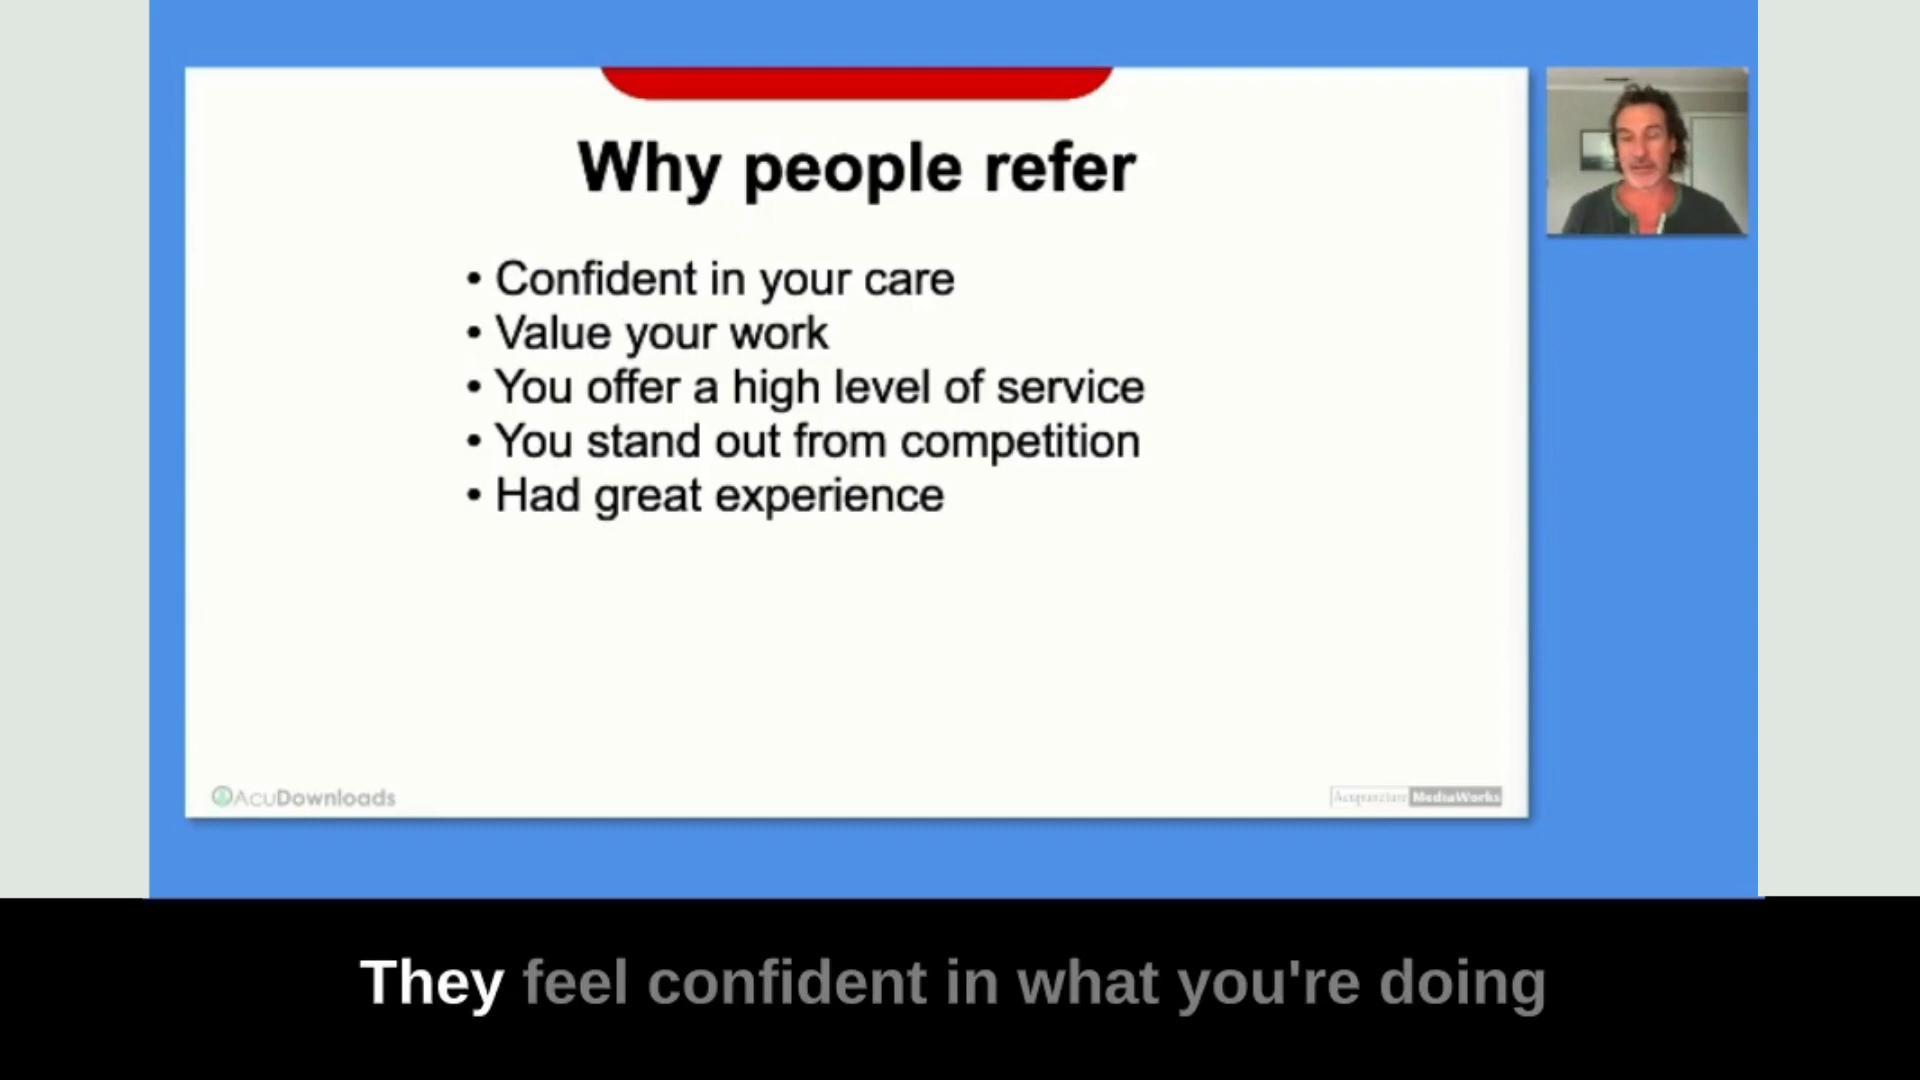 Why people refer
• Confident in your care
• Value your work
• You offer a high level of service
• You stand out from competition
• Had great experience
AcuDownloads
Acupuncture MediaWorks
They feel confident in what you're doing